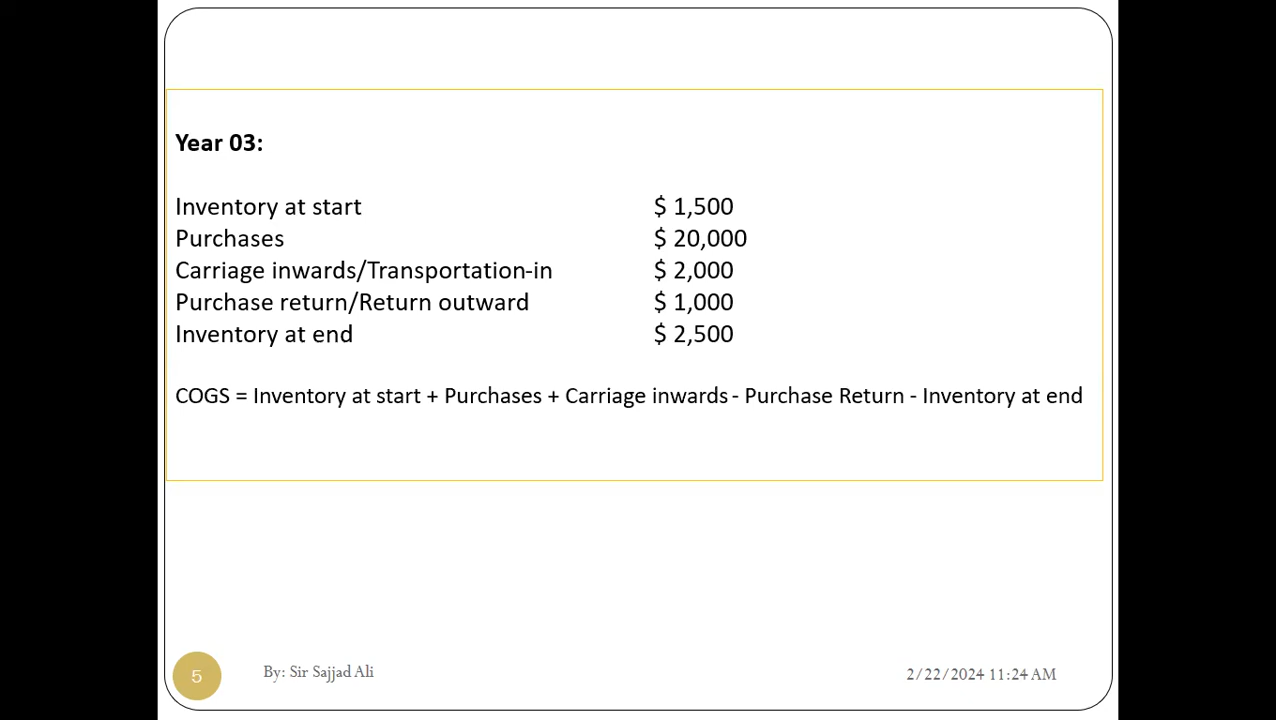 Year 03:
Inventory at start $ 1,500
Purchases $ 20,000
Carriage inwards/Transportation-in $ 2,000
Purchase return/Return outward $ 1,000
Inventory at end $ 2,500
COGS = Inventory at start + Purchases + Carriage inwards - Purchase Return - Inventory at end
5 By: Sir Sajjad Ali 2/22/2024 11:24 AM